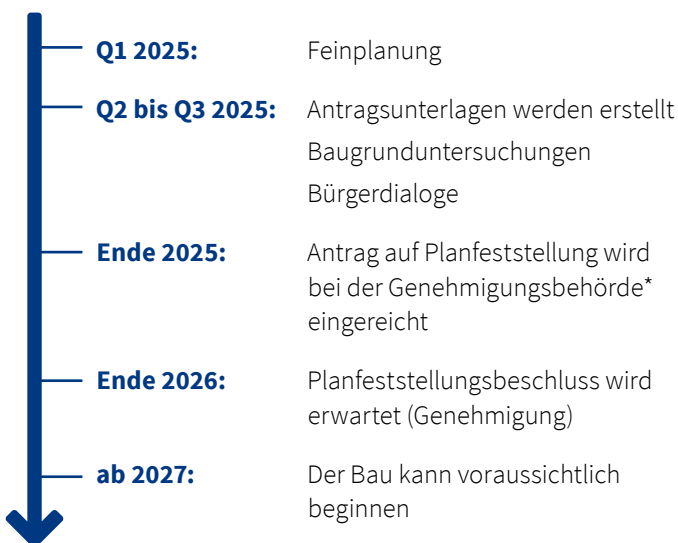 Q1 2025: Feinplanung
Q2 bis Q3 2025: Antragsunterlagen werden erstellt
Baugrunduntersuchungen
Bürgerdialoge
Ende 2025: Antrag auf Planfeststellung wird
bei der Genehmigungsbehörde*
eingereicht
Ende 2026: Planfeststellungsbeschluss wird
erwartet (Genehmigung)
ab 2027: Der Bau kann voraussichtlich
beginnen